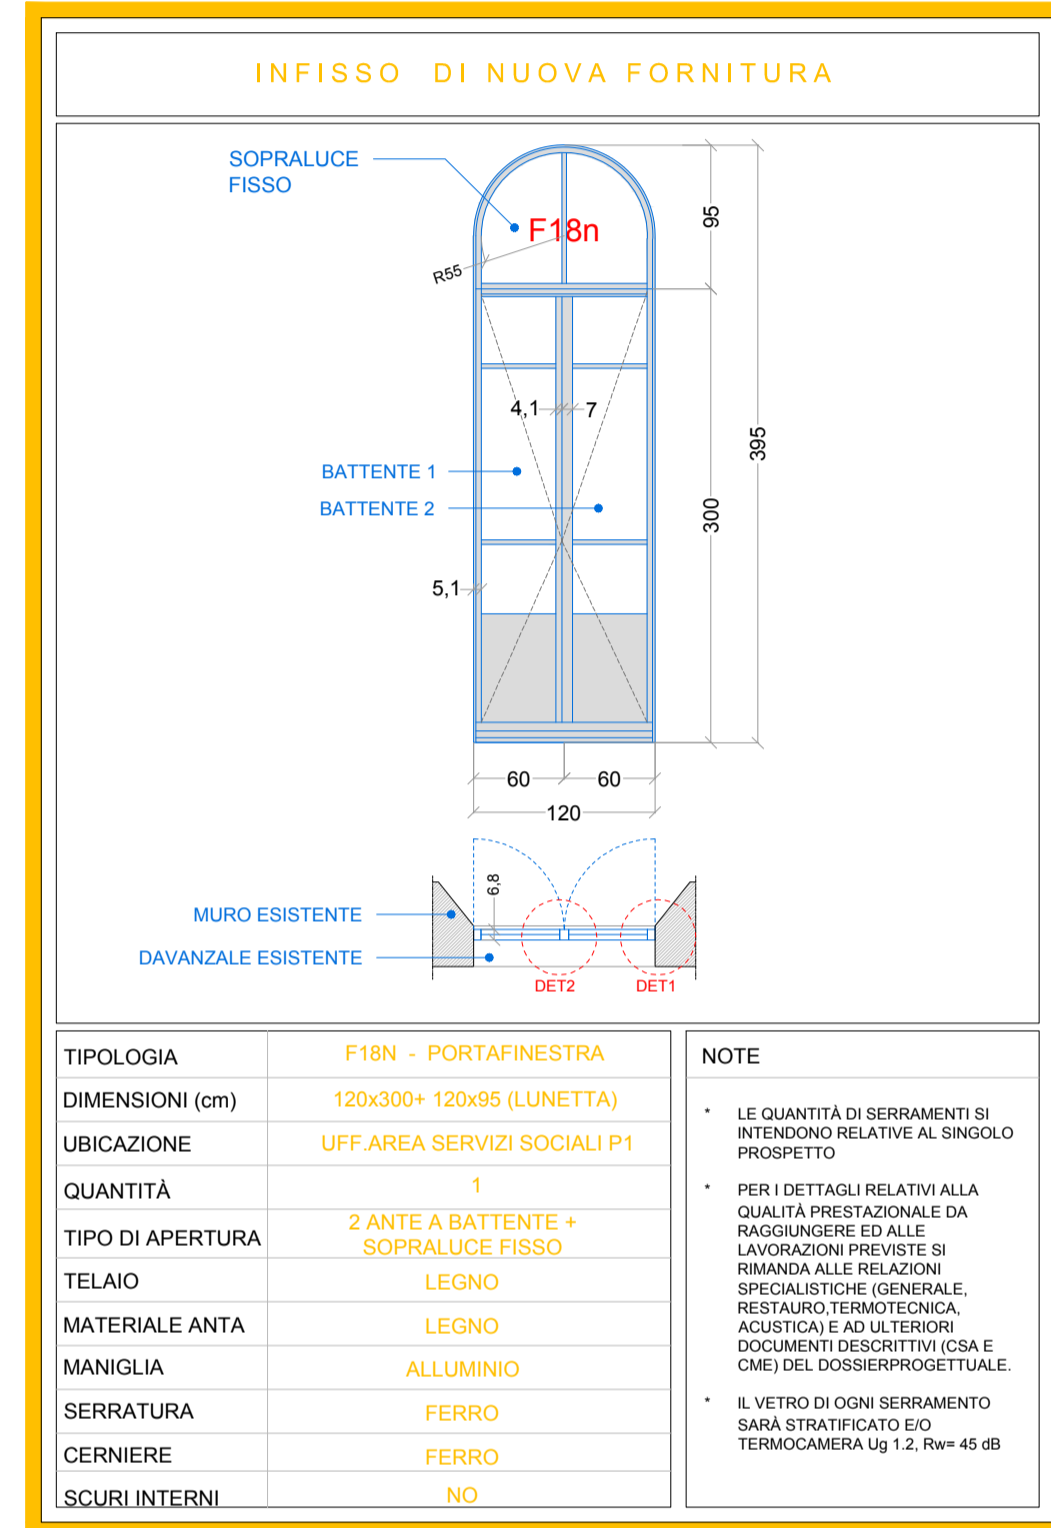 INFISSO DI NUOVA FORNITURA
SOPRALUCE
FISSO
F18n
R55
95
4,1
7
395
BATTENTE 1
BATTENTE 2
300
5,1
60
60
120
6,8
MURO ESISTENTE
DAVANZALE ESISTENTE
DET2
DET1
TIPOLOGIA
F18N - PORTAFINESTRA
DIMENSIONI (cm)
120x300+ 120x95 (LUNETTA)
UBICAZIONE
UFF.AREA SERVIZI SOCIALI P1
QUANTITÀ
1
TIPO DI APERTURA
2 ANTE A BATTENTE +
SOPRALUCE FISSO
TELAIO
LEGNO
MATERIALE ANTA
LEGNO
MANIGLIA
ALLUMINIO
SERRATURA
FERRO
CERNIERE
FERRO
SCURI INTERNI
NO
NOTE
* LE QUANTITÀ DI SERRAMENTI SI
INTENDONO RELATIVE AL SINGOLO
PROSPETTO
* PER I DETTAGLI RELATIVI ALLA
QUALITÀ PRESTAZIONALE DA
RAGGIUNGERE ED ALLE
LAVORAZIONI PREVISTE SI
RIMANDA ALLE RELAZIONI
SPECIALISTICHE (GENERALE,
RESTAURO,TERMOTECNICA,
ACUSTICA) E AD ULTERIORI
DOCUMENTI DESCRITTIVI (CSA E
CME) DEL DOSSIERPROGETTUALE.
* IL VETRO DI OGNI SERRAMENTO
SARÀ STRATIFICATO E/O
TERMOCAMERA Ug 1.2, Rw= 45 dB